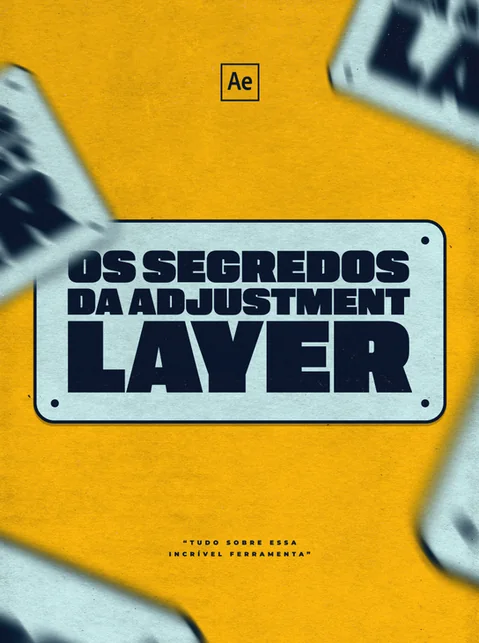 Ae
OS SEGREDOS
DA ADJUSTMENT
LAYER
“TUDO SOBRE ESSA
INCRÍVEL FERRAMENTA”